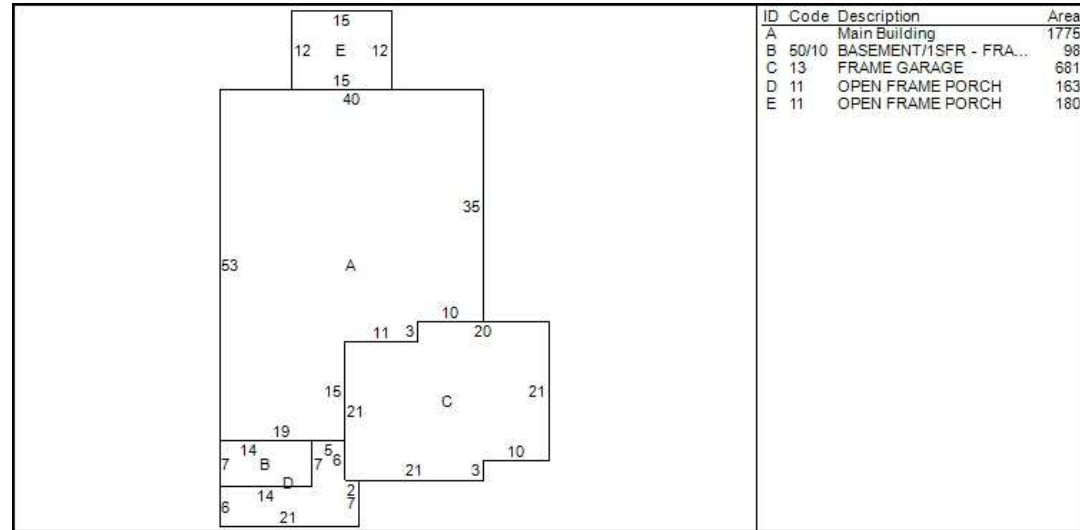 15
12 E 12
15
40
35
53
A
10
11 3 20
15 21
21 C
19 10
14 5
7 B 7 6 21 3
D
14 2
6 7
21
ID Code Description Area
A Main Building 1775
B 50/10 BASEMENT/1SFR - FRA... 98
C 13 FRAME GARAGE 681
D 11 OPEN FRAME PORCH 163
E 11 OPEN FRAME PORCH 180